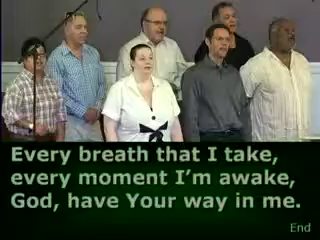 Every breath that I take,
every moment I'm awake,
God, have Your way in me.
End